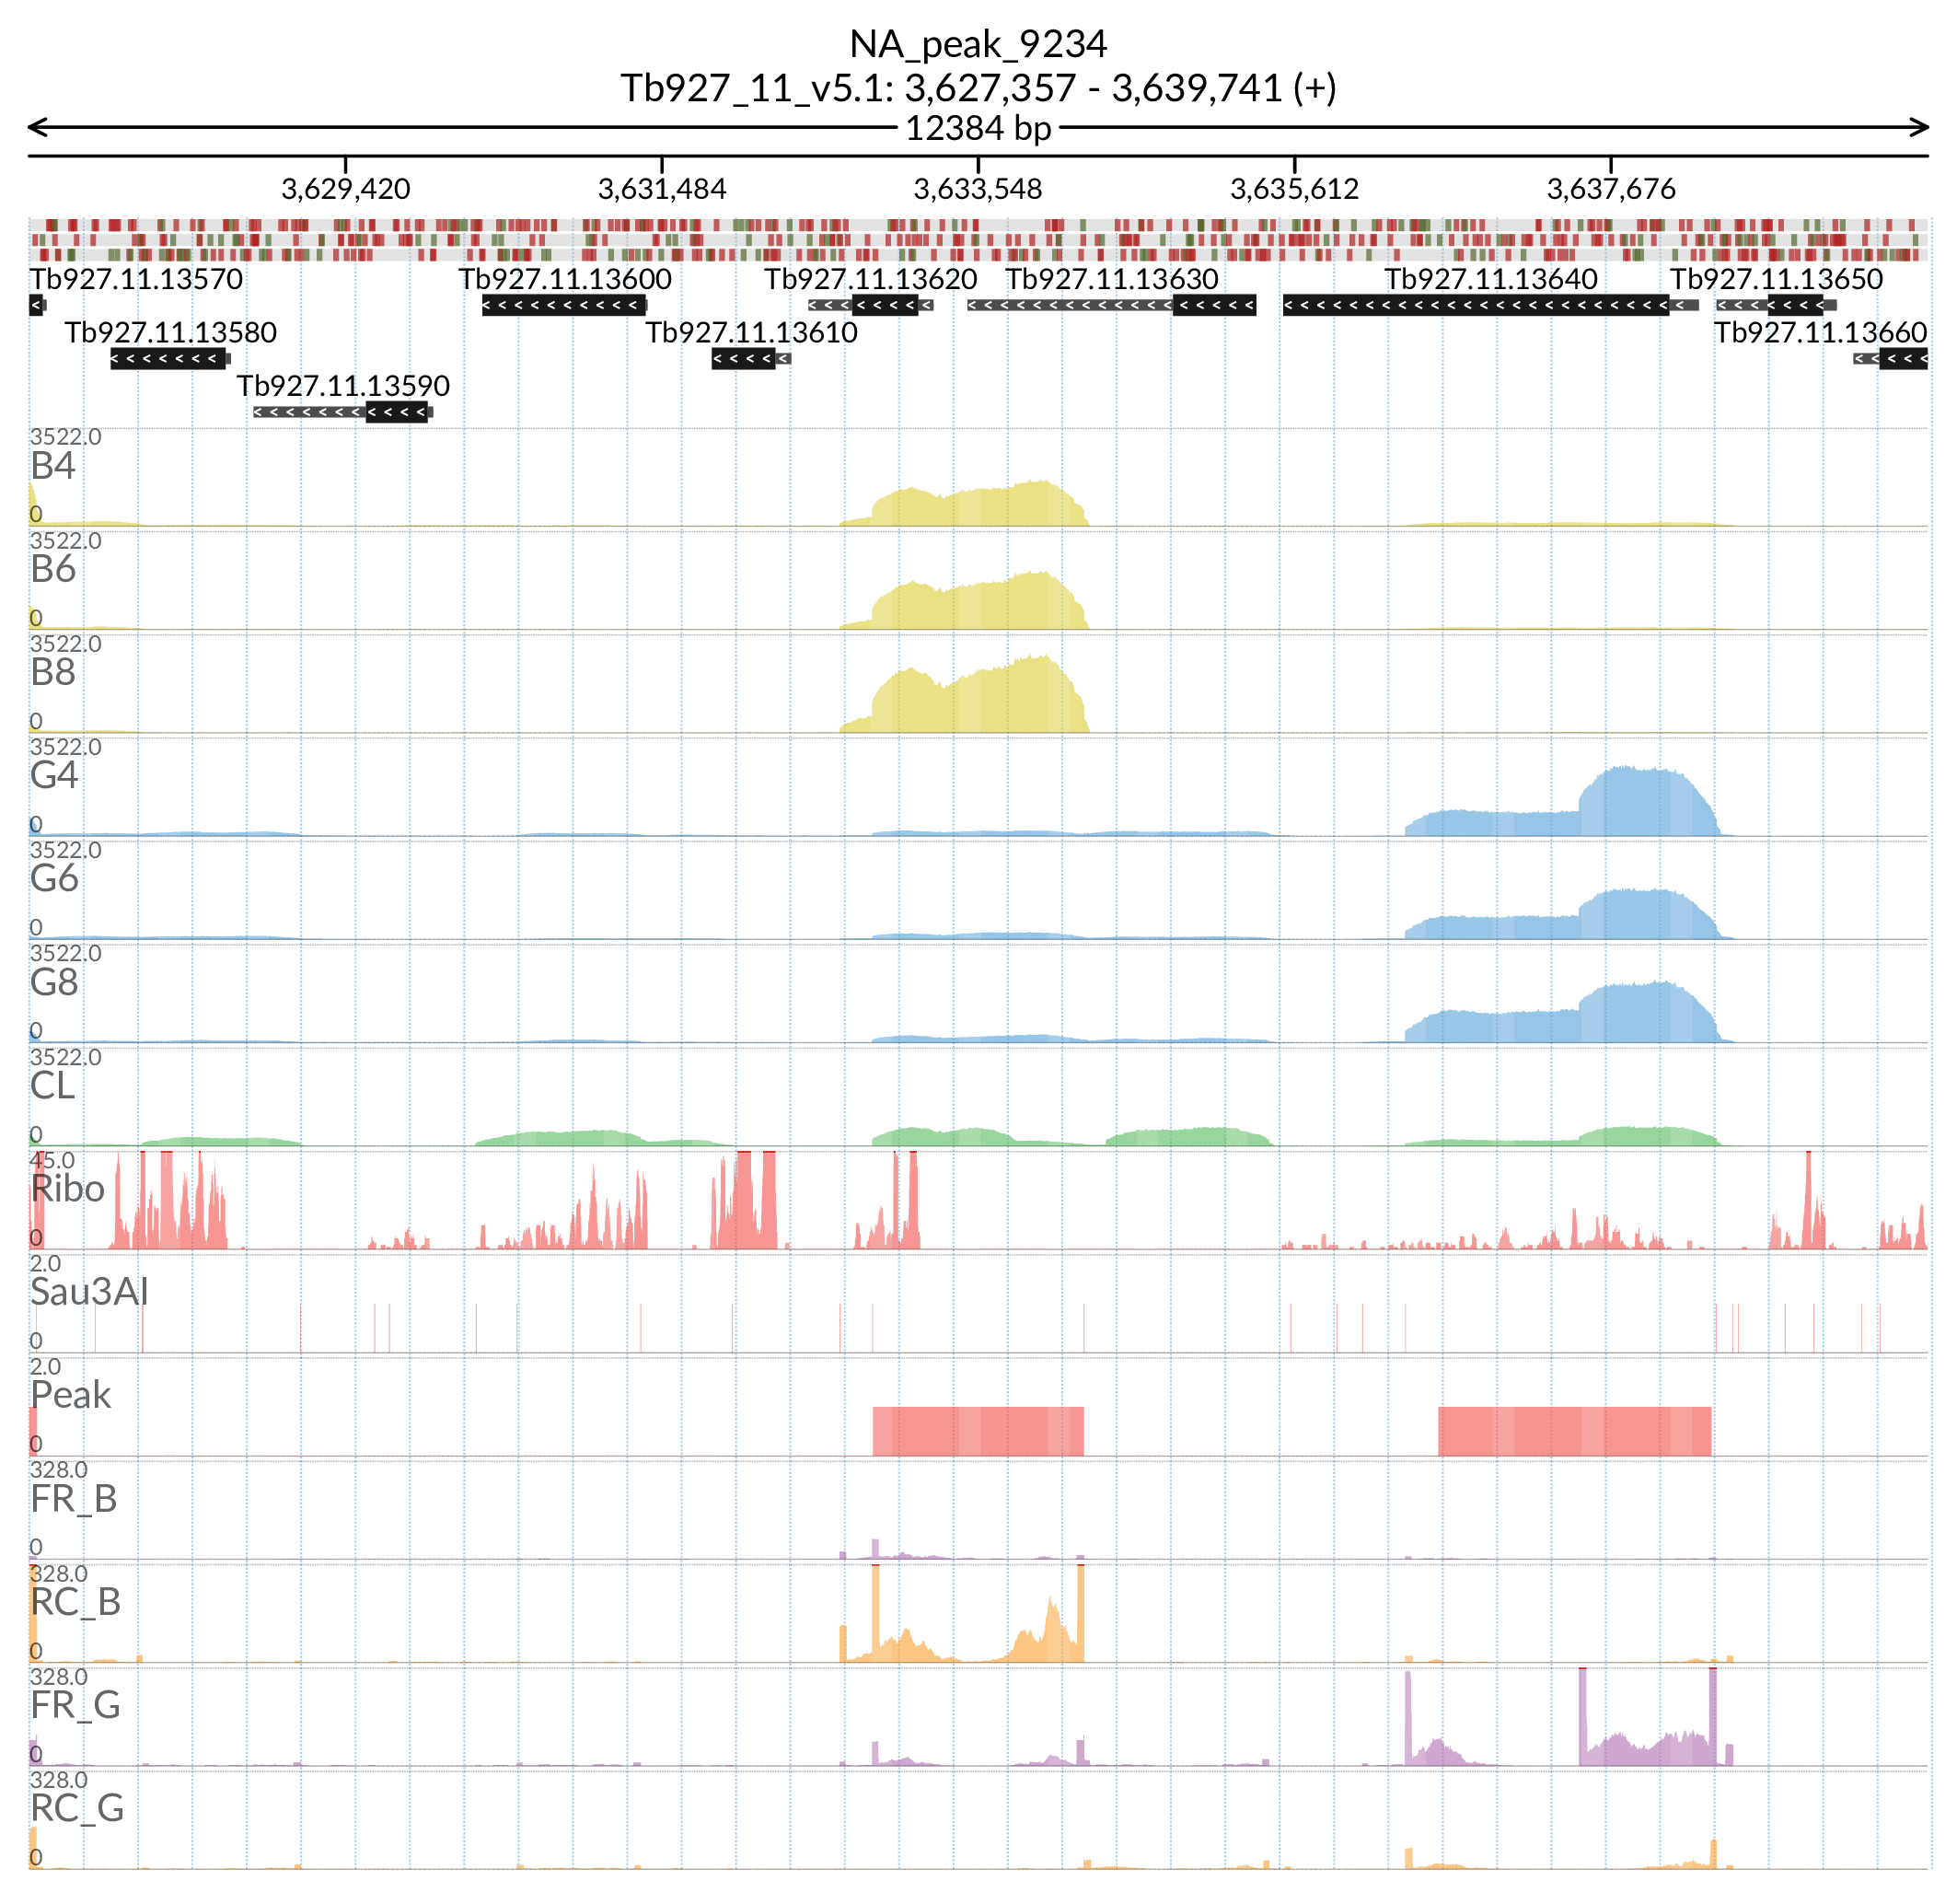 NA_peak_9234
Tb927_11_v5.1: 3,627,357 - 3,639,741 (+)
12384 bp
3,629,420 3,631,484 3,633,548 3,635,612 3,637,676
Tb927.11.13570 Tb927.11.13600 Tb927.11.13620 Tb927.11.13630 Tb927.11.13640 Tb927.11.13650
Tb927.11.13580 Tb927.11.13610 Tb927.11.13660
Tb927.11.13590
3522.0
B4
0
3522.0
B6
0
3522.0
B8
0
3522.0
G4
0
3522.0
G6
0
3522.0
G8
0
3522.0
CL
0
45.0
Ribo
0
2.0
Sau3AI
0
2.0
Peak
0
328.0
FR_B
0
328.0
RC_B
0
328.0
FR_G
0
328.0
RC_G
0